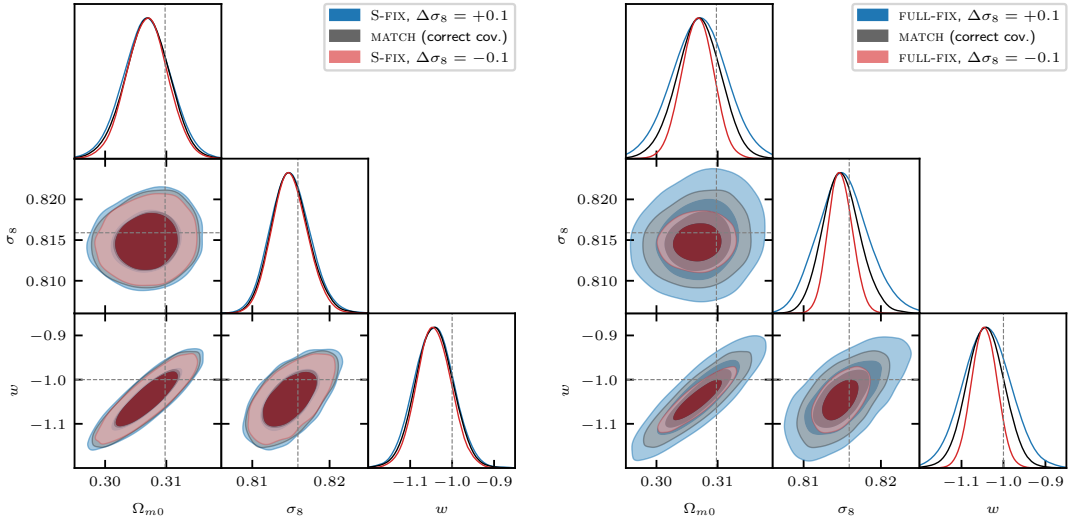 S-FIX, Δσ8 = +0.1
MATCH (correct cov.)
S-FIX, Δσ8 = −0.1
0.820
0.815
0.810
σ8
−0.9
−1.0
−1.1
w
0.30
0.31
Ωm0
0.81
0.82
σ8
−1.1
−1.0
−0.9
w
FULL-FIX, Δσ8 = +0.1
MATCH (correct cov.)
FULL-FIX, Δσ8 = −0.1
0.820
0.815
0.810
σ8
−0.9
−1.0
−1.1
w
0.30
0.31
Ωm0
0.81
0.82
σ8
−1.1
−1.0
−0.9
w